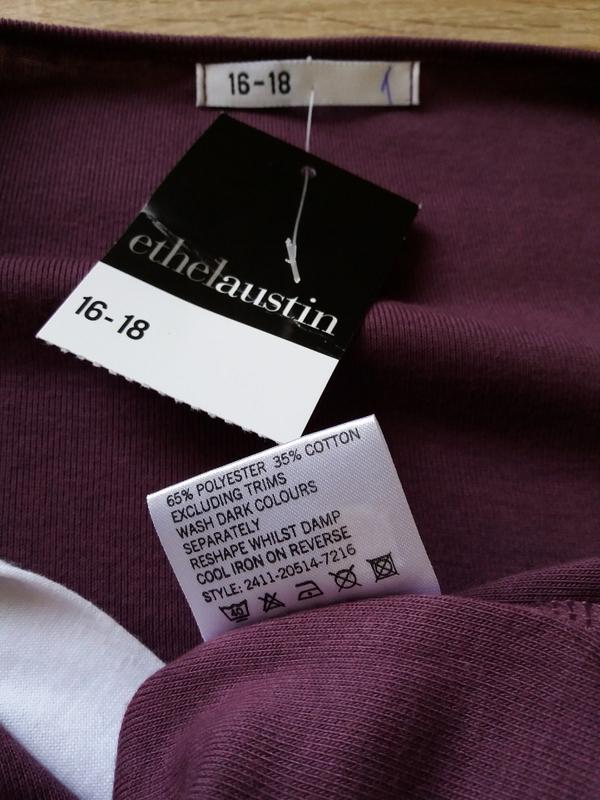 16-18
ethelaustin
16-18
65% POLYESTER 35% COTTON
EXCLUDING TRIMS
WASH DARK COLOURS
SEPARATELY
RESHAPE WHILST DAMP
COOL IRON ON REVERSE
STYLE: 2411-20514-7216
40